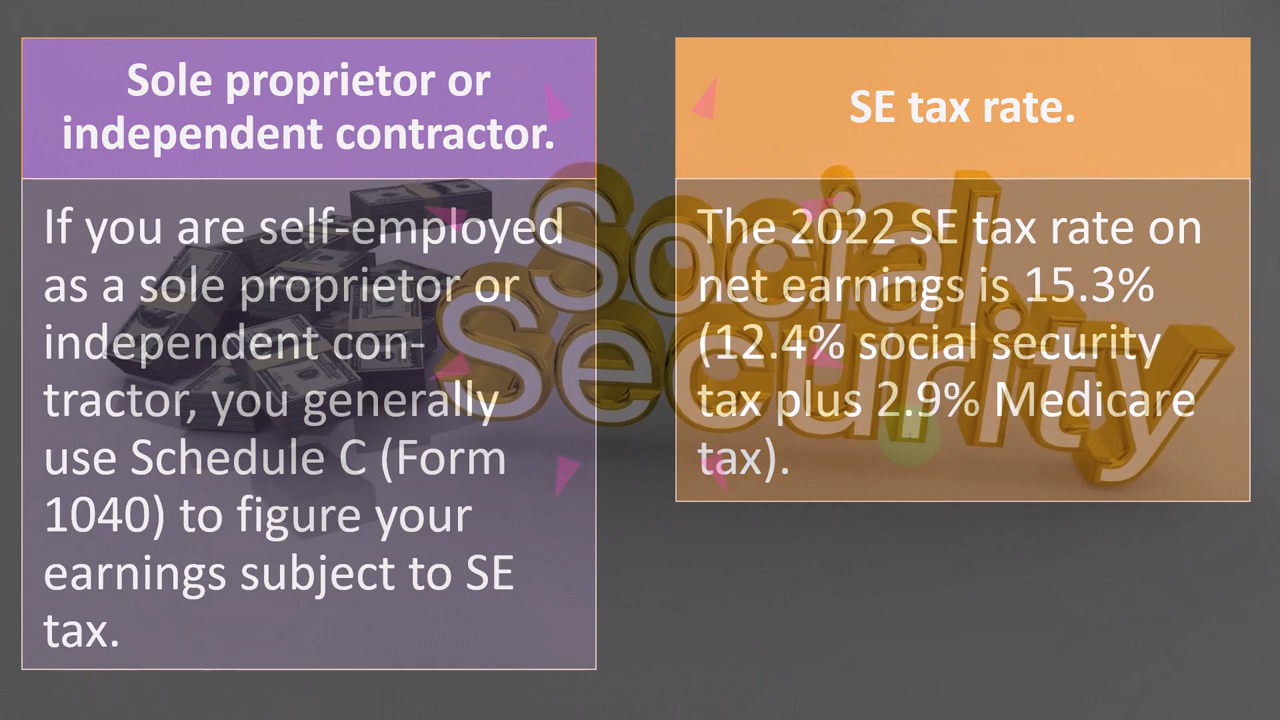 Sole proprietor or
independent contractor.
If you are self-employed
as a sole proprietor or
independent con-
tractor, you generally
use Schedule C (Form
1040) to figure your
earnings subject to SE
tax.
SE tax rate.
The 2022 SE tax rate on
net earnings is 15.3%
(12.4% social security
tax plus 2.9% Medicare
tax).
Social
Security